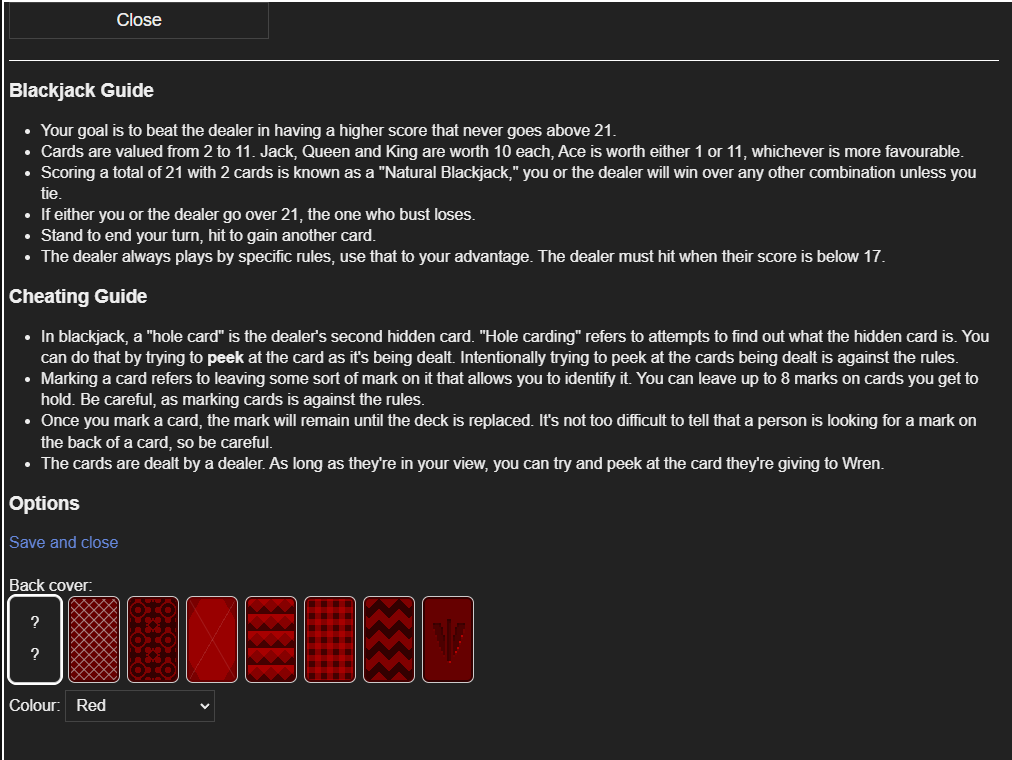 Close
Blackjack Guide
• Your goal is to beat the dealer in having a higher score that never goes above 21.
• Cards are valued from 2 to 11. Jack, Queen and King are worth 10 each, Ace is worth either 1 or 11, whichever is more favourable.
• Scoring a total of 21 with 2 cards is known as a "Natural Blackjack," you or the dealer will win over any other combination unless you
tie.
• If either you or the dealer go over 21, the one who bust loses.
• Stand to end your turn, hit to gain another card.
• The dealer always plays by specific rules, use that to your advantage. The dealer must hit when their score is below 17.
Cheating Guide
• In blackjack, a "hole card" is the dealer's second hidden card. "Hole carding" refers to attempts to find out what the hidden card is. You
can do that by trying to peek at the card as it's being dealt. Intentionally trying to peek at the cards being dealt is against the rules.
• Marking a card refers to leaving some sort of mark on it that allows you to identify it. You can leave up to 8 marks on cards you get to
hold. Be careful, as marking cards is against the rules.
• Once you mark a card, the mark will remain until the deck is replaced. It's not too difficult to tell that a person is looking for a mark on
the back of a card, so be careful.
• The cards are dealt by a dealer. As long as they're in your view, you can try and peek at the card they're giving to Wren.
Options
Save and close
Back cover:
?
?
Colour: Red